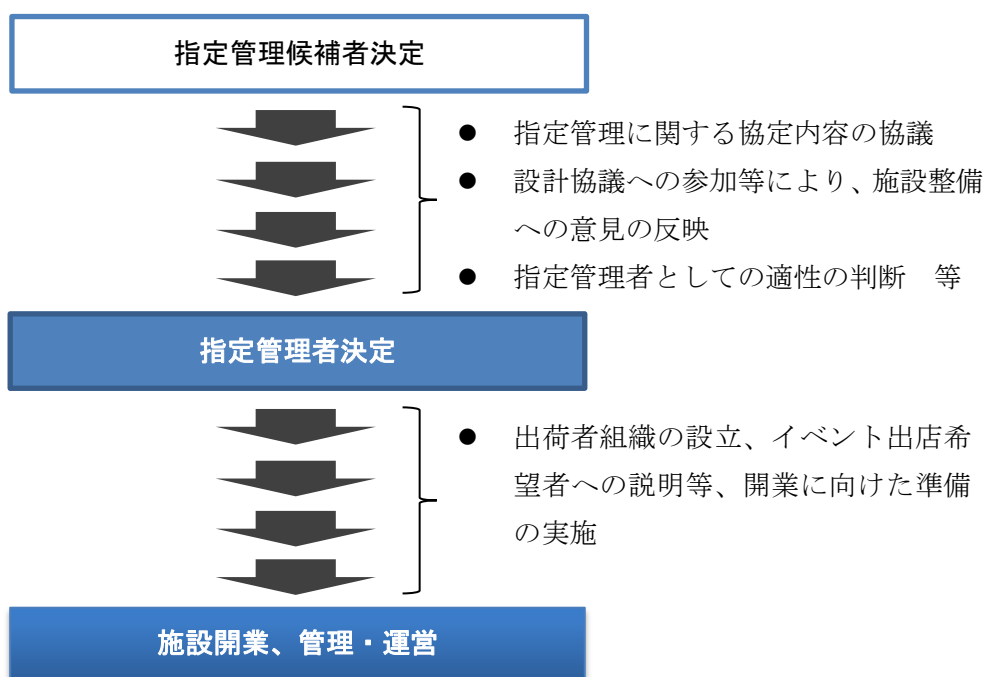 指定管理候補者決定
● 指定管理に関する協定内容の協議
● 設計協議への参加等により、施設整備
への意見の反映
● 指定管理者としての適性の判断　等
指定管理者決定
● 出荷者組織の設立、イベント出店希
望者への説明等、開業に向けた準備
の実施
施設開業、管理・運営